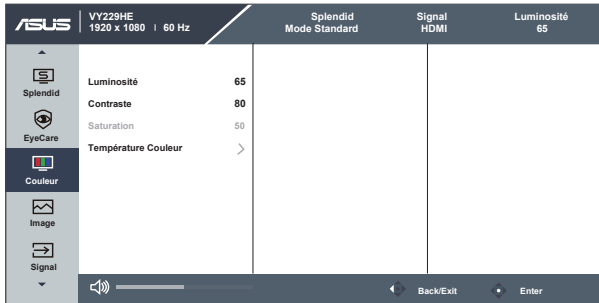 ASUS
VY229HE
1920 x 1080 | 60 Hz
Splendid
Mode Standard
Signal
HDMI
Luminosité
65
Splendid
EyeCare
Couleur
Image
Signal
Luminosité 65
Contraste 80
Saturation 50
Température Couleur
Back/Exit
Enter